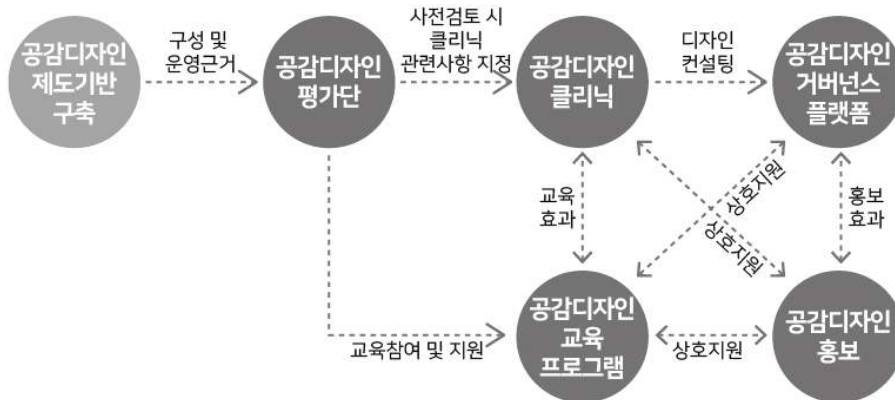 공감디자인
제도기반
구축
구성 및
운영근거
공감디자인
평가단
사전검토 시
클리닉
관련사항 지정
공감디자인
클리닉
디자인
컨설팅
공감디자인
거버넌스
플랫폼
교육
효과
상호지원
상호지원
홍보
효과
교육참여 및 지원
공감디자인
교육
프로그램
상호지원
공감디자인
홍보